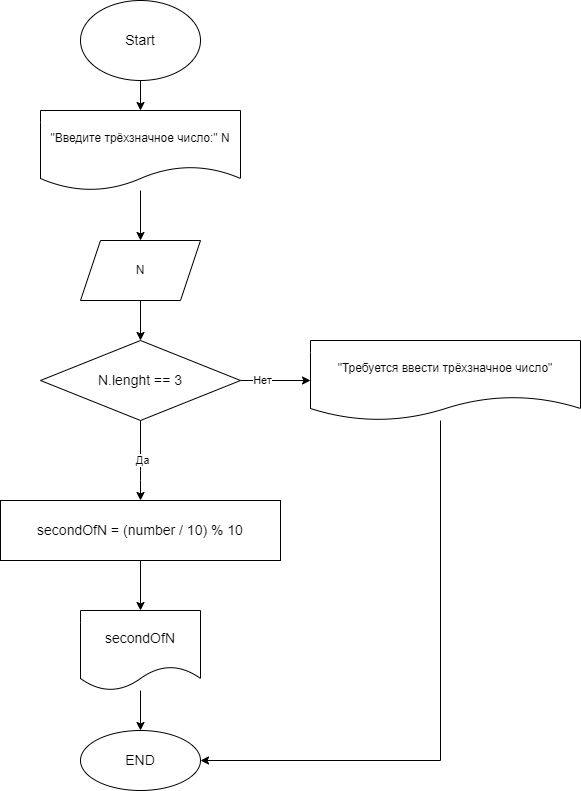 Start
"Введите трёхзначное число:" N
N
N.lenght == 3
Нет
"Требуется ввести трёхзначное число"
Да
secondOfN = (number / 10) % 10
secondOfN
END